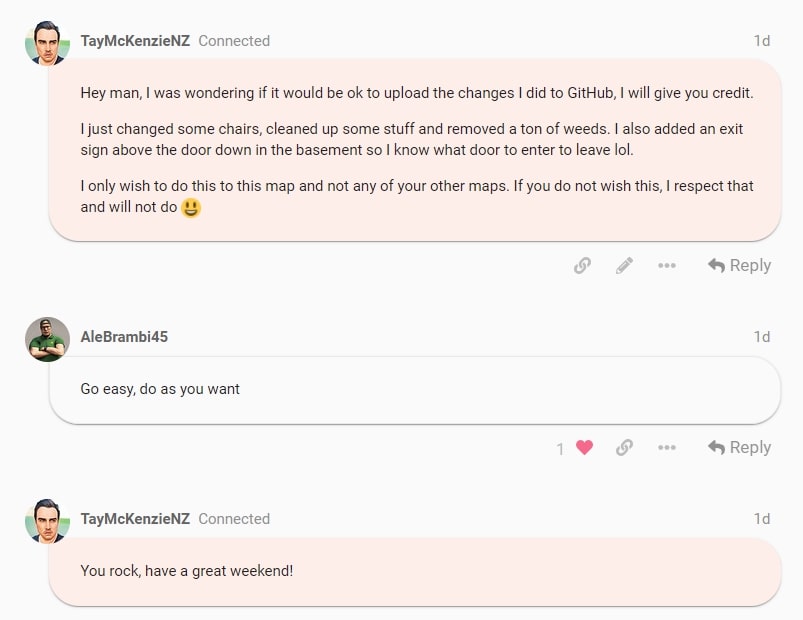 TayMcKenzieNZ Connected 1d
Hey man, I was wondering if it would be ok to upload the changes I did to GitHub, I will give you credit.
I just changed some chairs, cleaned up some stuff and removed a ton of weeds. I also added an exit
sign above the door down in the basement so I know what door to enter to leave lol.
I only wish to do this to this map and not any of your other maps. If you do not wish this, I respect that
and will not do 😃
Reply
AleBrambi45 1d
Go easy, do as you want
1 Reply
TayMcKenzieNZ Connected 1d
You rock, have a great weekend!